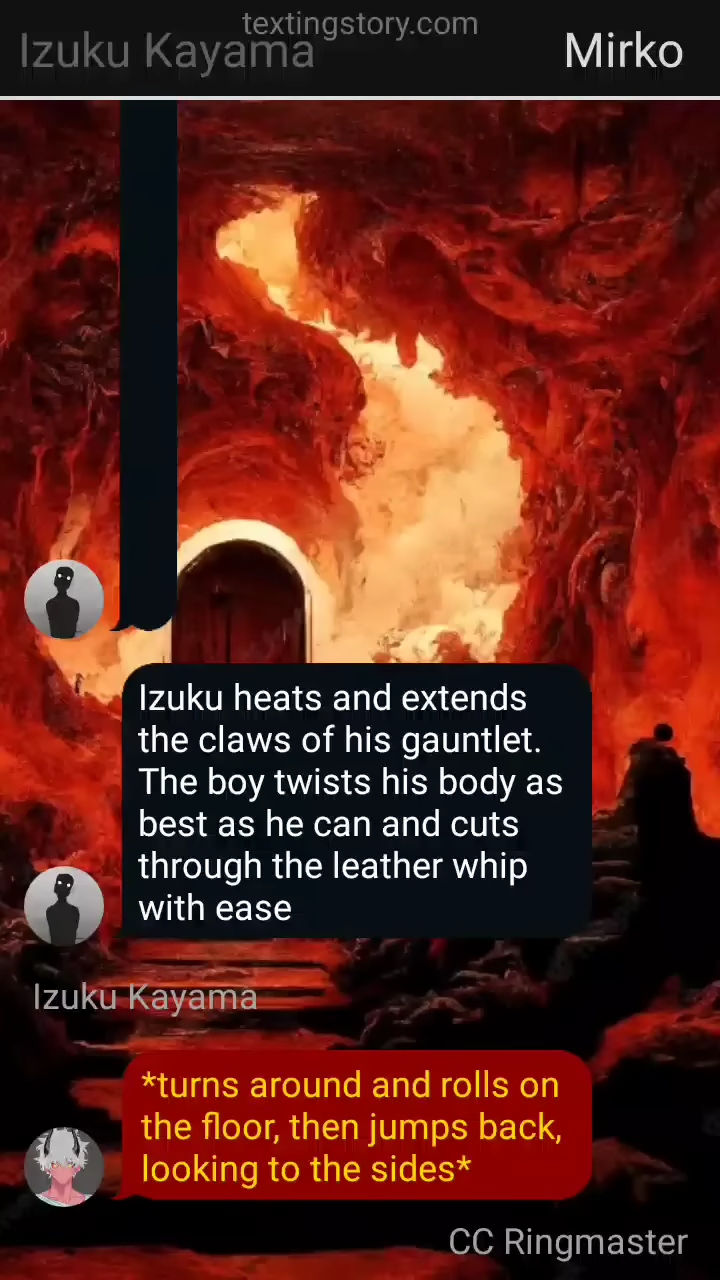 textingstory.com
Izuku Kayama
Mirko
Izuku heats and extends
the claws of his gauntlet.
The boy twists his body as
best as he can and cuts
through the leather whip
with ease
Izuku Kayama
*turns around and rolls on
the floor, then jumps back,
looking to the sides*
CC Ringmaster